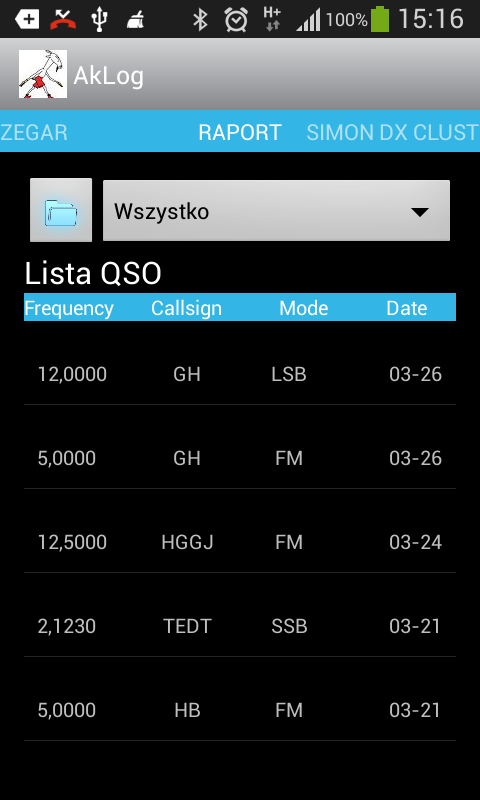 H+ 100% 15:16
AkLog
ZEGAR RAPORT SIMON DX CLUST
Wszystko
Lista QSO
Frequency Callsign Mode Date
12,0000 GH LSB 03-26
5,0000 GH FM 03-26
12,5000 HGGJ FM 03-24
2,1230 TEDT SSB 03-21
5,0000 HB FM 03-21